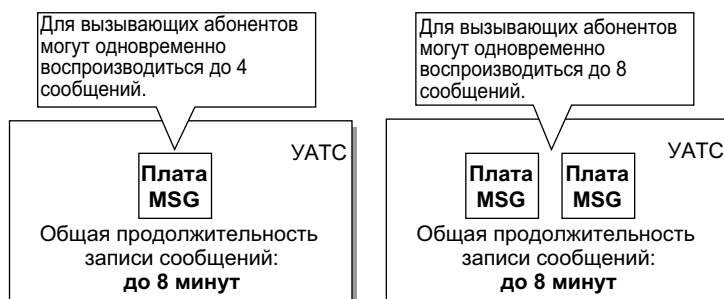 Для вызывающих абонентов
могут одновременно
воспроизводиться до 4
сообщений.
УАТС
Плата
MSG
Общая продолжительность
записи сообщений:
до 8 минут
Для вызывающих абонентов
могут одновременно
воспроизводиться до 8
сообщений.
УАТС
Плата
MSG
Плата
MSG
Общая продолжительность
записи сообщений:
до 8 минут